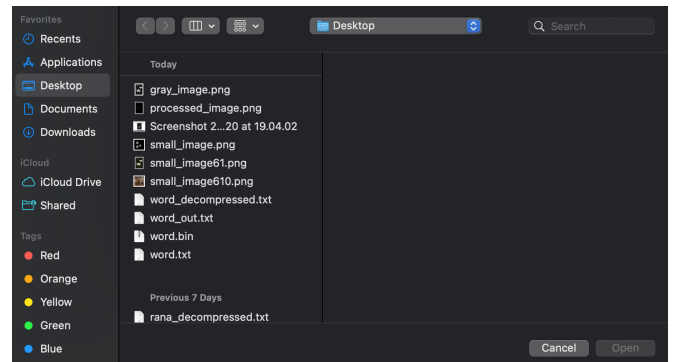 Favorites
Recents
Applications
Desktop
Documents
Downloads
iCloud
iCloud Drive
Shared
Tags
Red
Orange
Yellow
Green
Blue
Desktop
Search
Today
gray_image.png
processed_image.png
Screenshot 2...20 at 19.04.02
small_image.png
small_image61.png
small_image610.png
word_decompressed.txt
word_out.txt
word.bin
word.txt
Previous 7 Days
rana_decompressed.txt
Cancel
Open